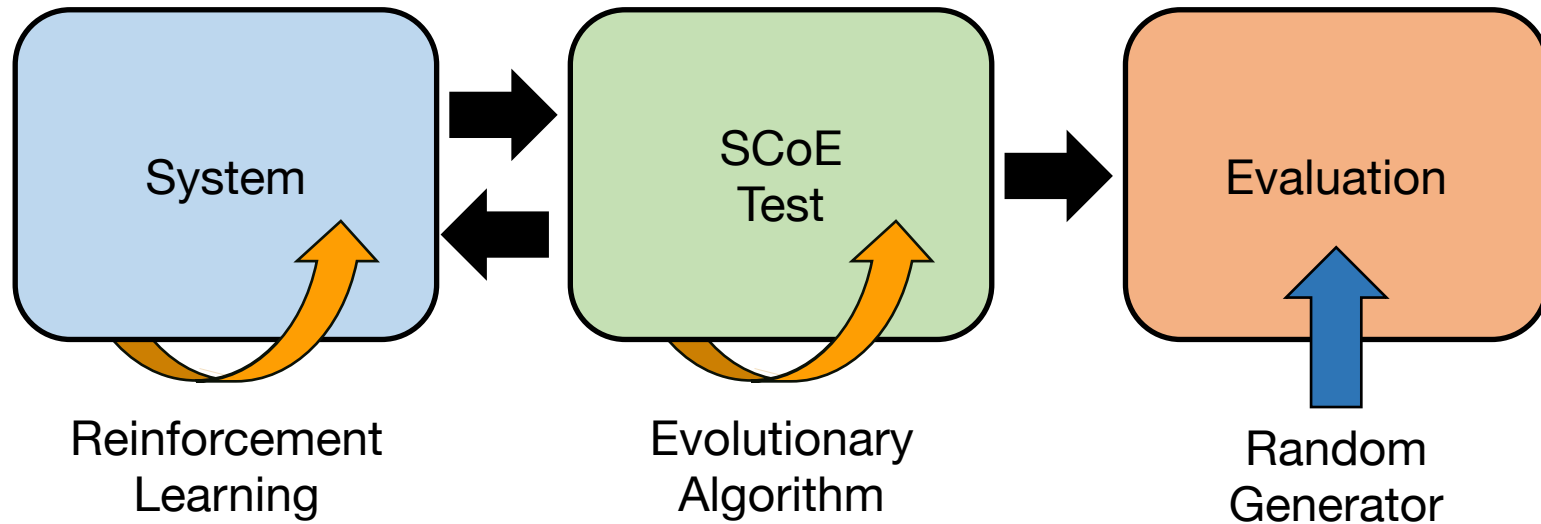 System
SCoE
Test
Evaluation
Reinforcement
Learning
Evolutionary
Algorithm
Random
Generator